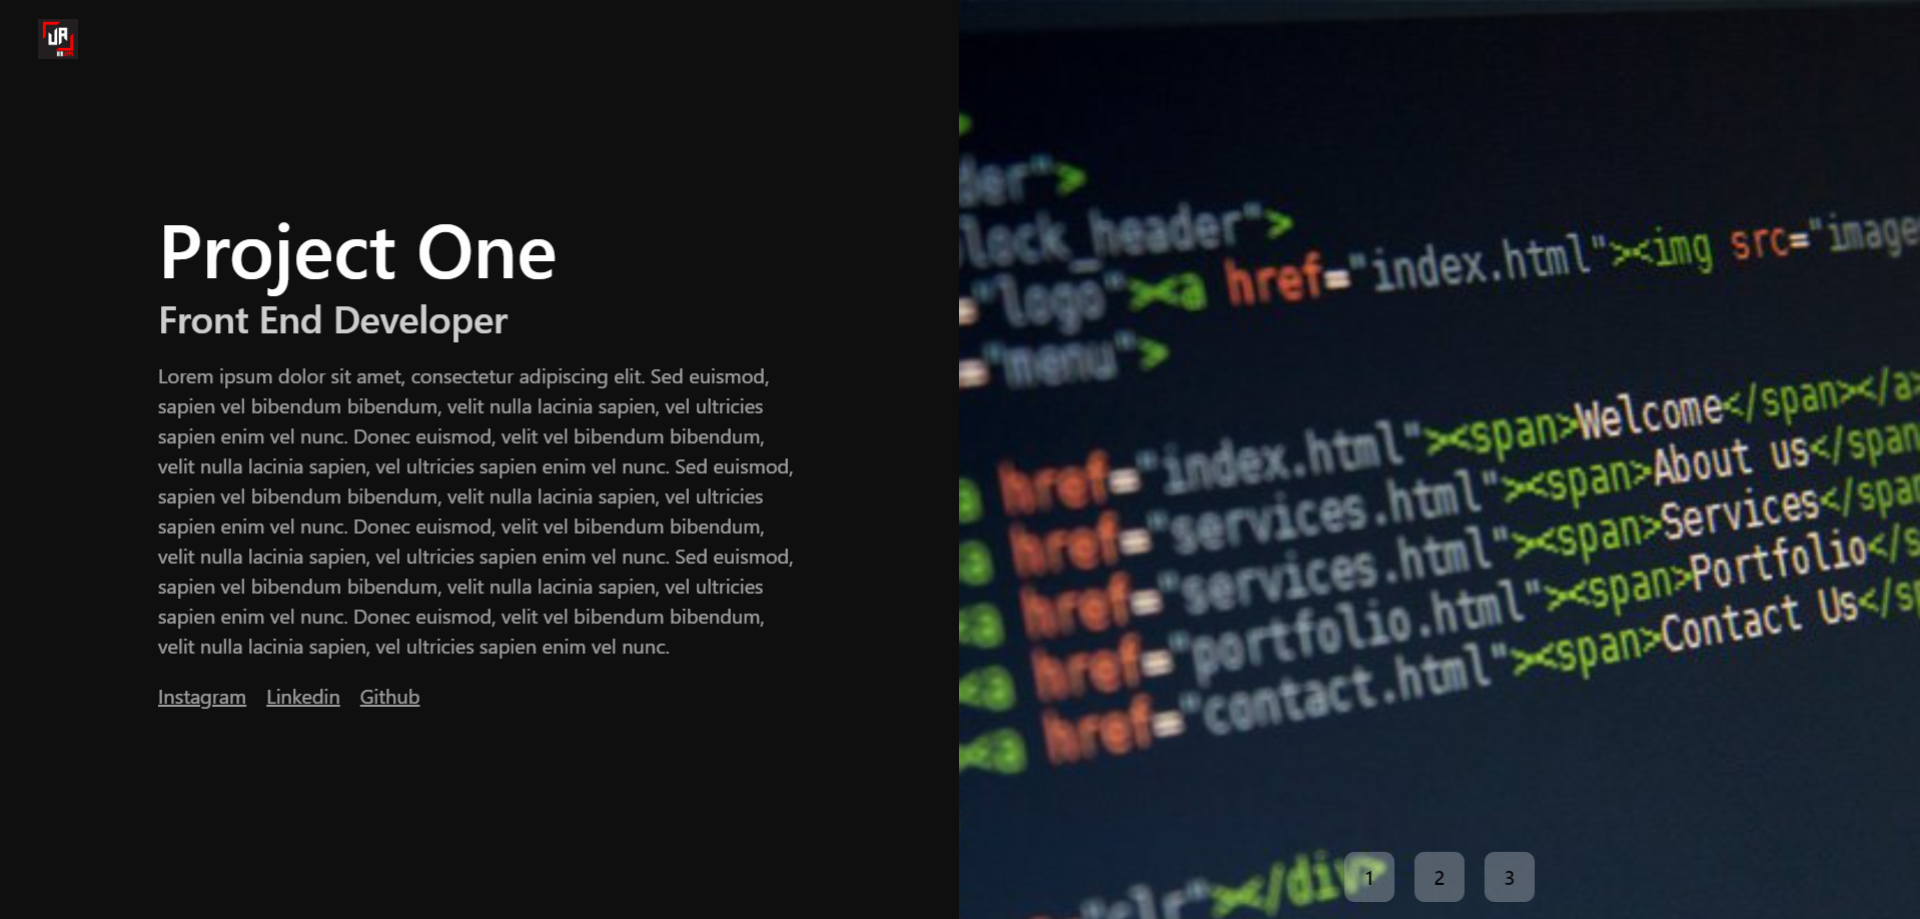 Project One
Front End Developer
Lorem ipsum dolor sit amet, consectetur adipiscing elit. Sed euismod,
sapien vel bibendum bibendum, velit nulla lacinia sapien, vel ultricies
sapien enim vel nunc. Donec euismod, velit vel bibendum bibendum,
velit nulla lacinia sapien, vel ultricies sapien enim vel nunc. Sed euismod,
sapien vel bibendum bibendum, velit nulla lacinia sapien, vel ultricies
sapien enim vel nunc. Donec euismod, velit vel bibendum bibendum,
velit nulla lacinia sapien, vel ultricies sapien enim vel nunc. Sed euismod,
sapien vel bibendum bibendum, velit nulla lacinia sapien, vel ultricies
sapien enim vel nunc. Donec euismod, velit vel bibendum bibendum,
velit nulla lacinia sapien, vel ultricies sapien enim vel nunc.
Instagram Linkedin Github
der">
lock_header">
="logo"><a href="index.html"><img src="image
="menu">
href="index.html"><span>Welcome</span></a>
a href="services.html"><span>About us</span
a href="services.html"><span>Services</span
a href="portfolio.html"><span>Portfolio</s
a href="contact.html"><span>Contact Us</sp
></div>
1 2 3